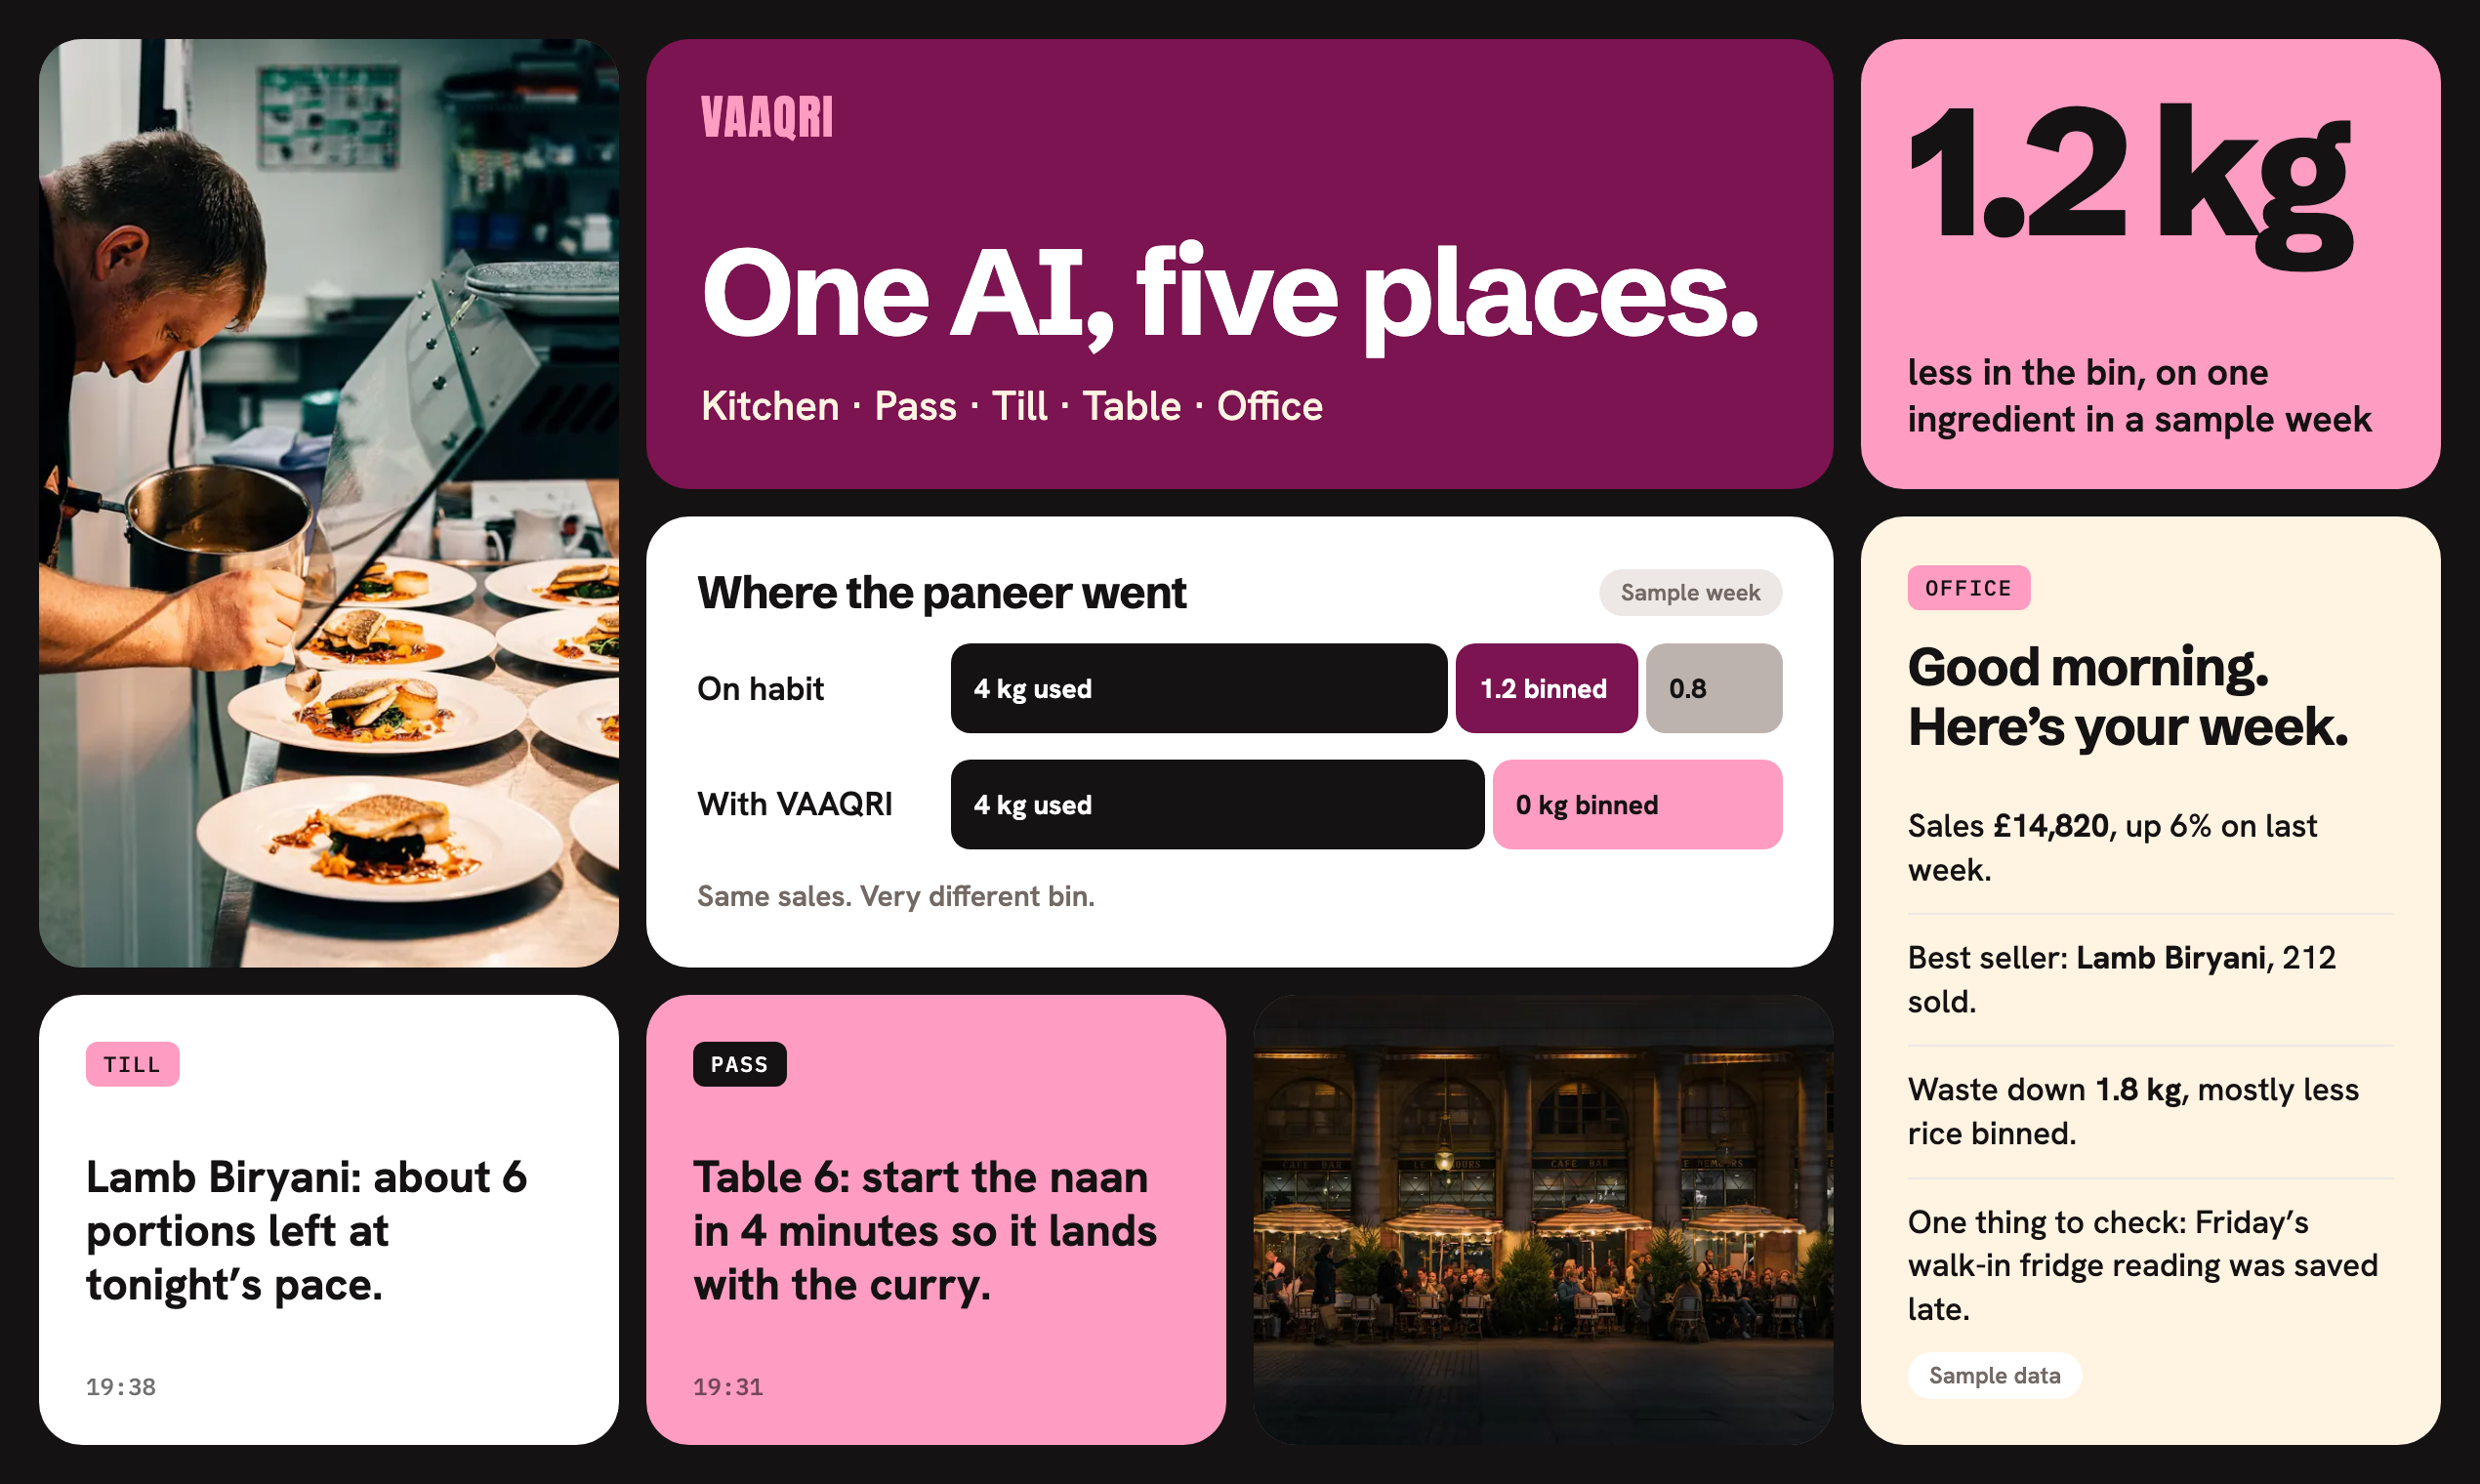 VAAQRI
One AI, five places.
Kitchen · Pass · Till · Table · Office
1.2 kg
less in the bin, on one
ingredient in a sample week
Where the paneer went
Sample week
On habit
4 kg used
1.2 binned
0.8
With VAAQRI
4 kg used
0 kg binned
Same sales. Very different bin.
OFFICE
Good morning.
Here’s your week.
Sales £14,820, up 6% on last
week.
Best seller: Lamb Biryani, 212
sold.
Waste down 1.8 kg, mostly less
rice binned.
One thing to check: Friday’s
walk-in fridge reading was saved
late.
Sample data
TILL
Lamb Biryani: about 6
portions left at
tonight’s pace.
19:38
PASS
Table 6: start the naan
in 4 minutes so it lands
with the curry.
19:31
CAFE BAR
CAFE BAR